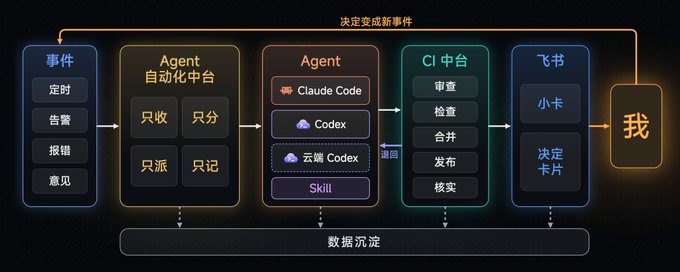 决定变成新事件
事件
定时
告警
报错
意见
Agent
自动化中台
只收
只分
只派
只记
Agent
Claude Code
Codex
云端 Codex
Skill
退回
CI 中台
审查
检查
合并
发布
核实
飞书
小卡
决定
卡片
我
数据沉淀